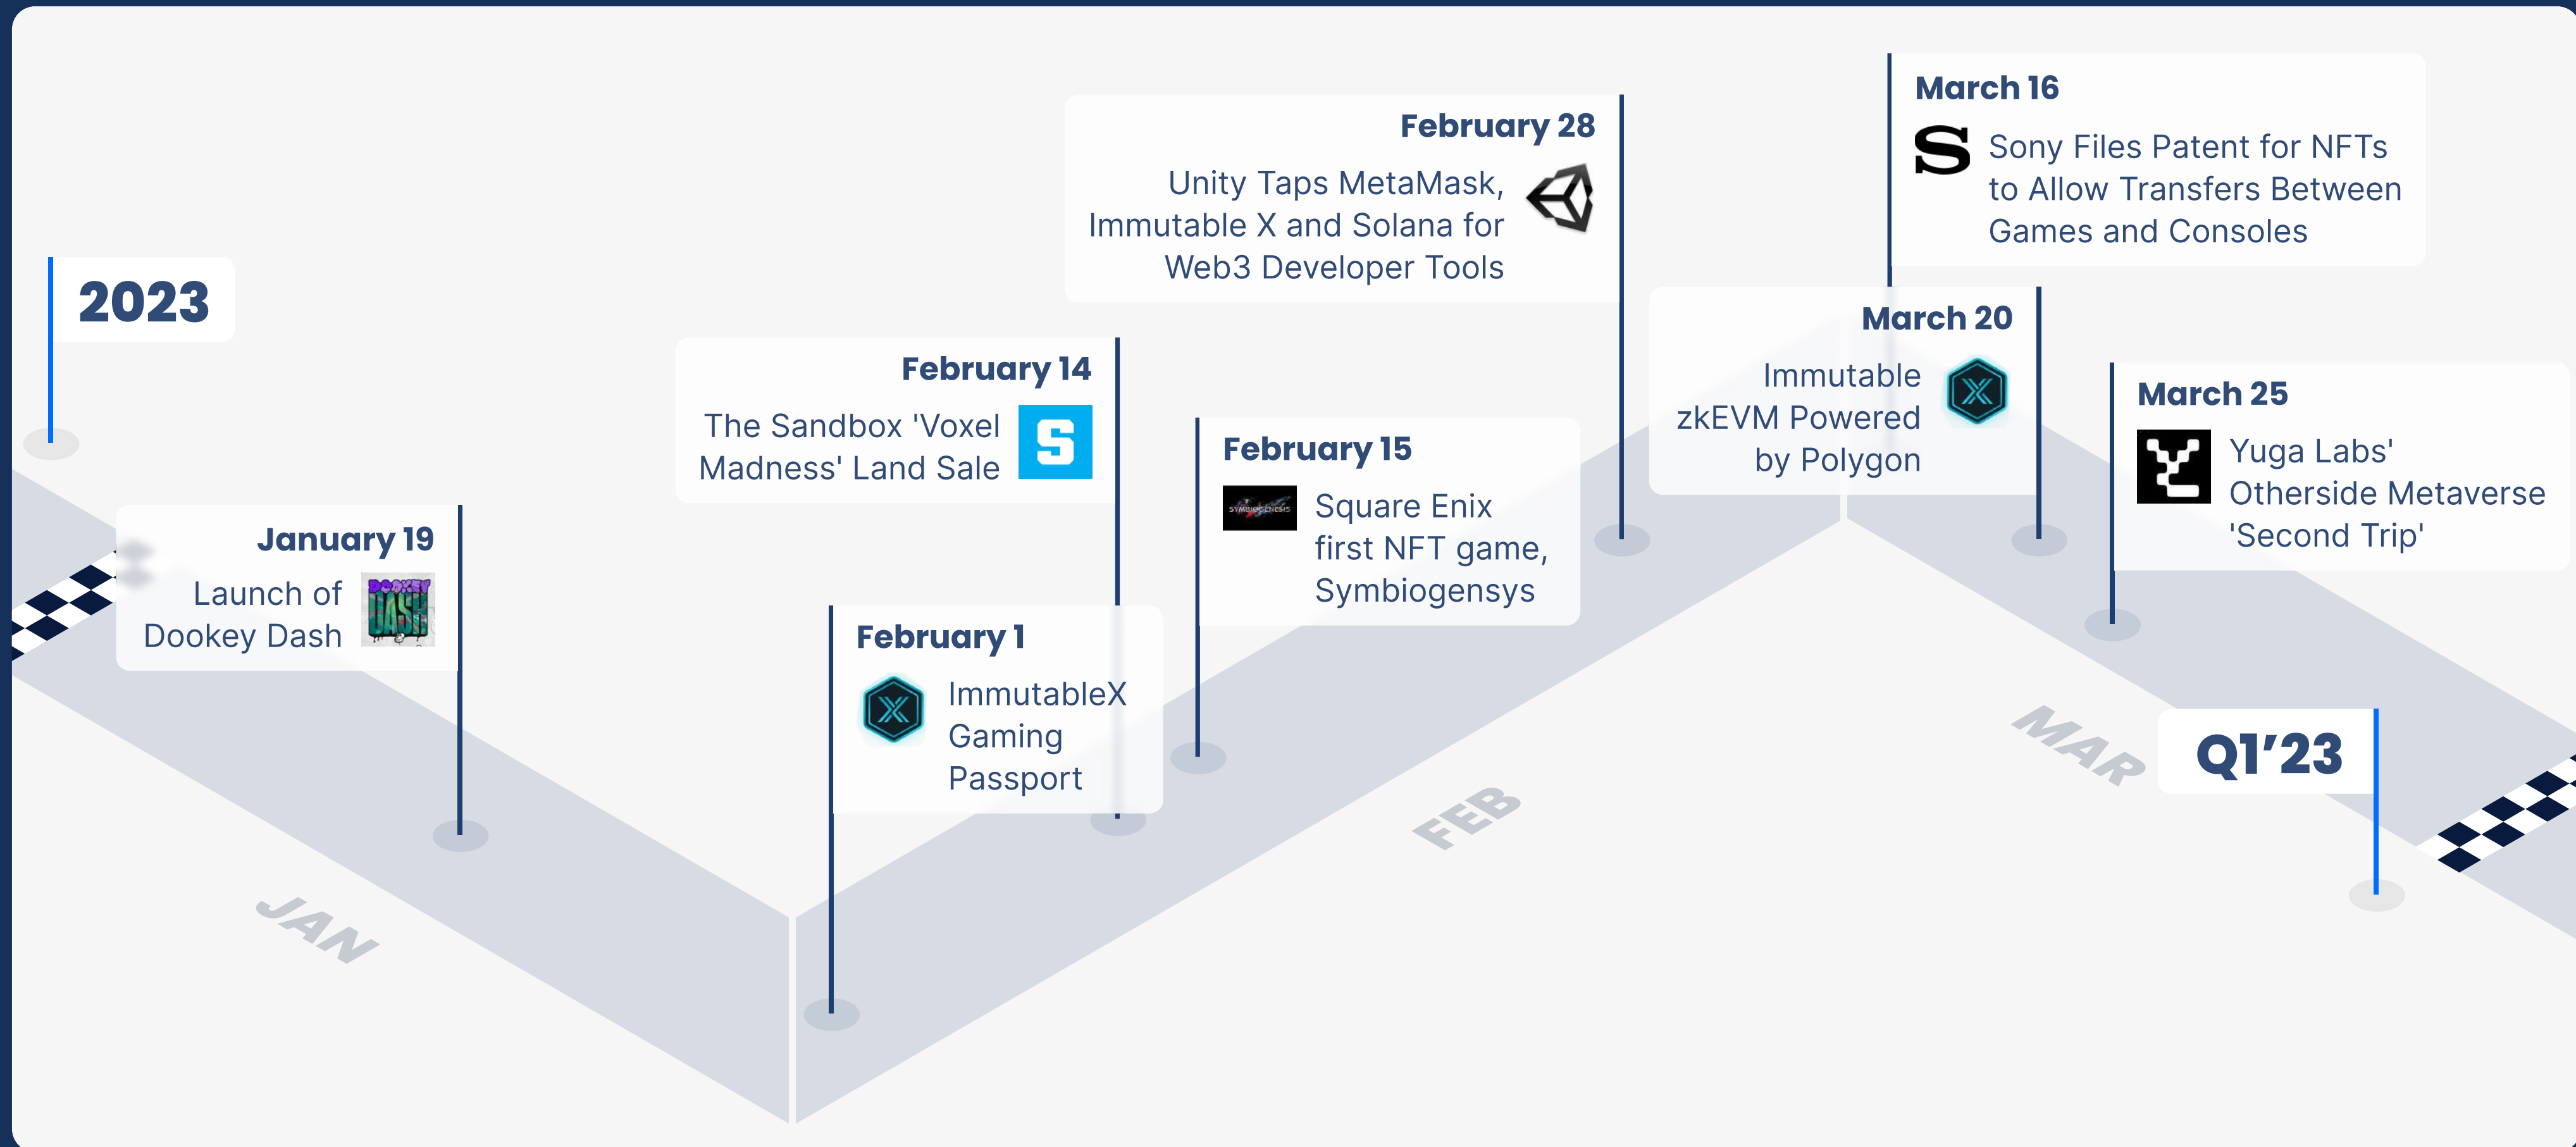 2023
January 19
Launch of
Dookey Dash
DOOKEY
DASH
JAN
February 1
ImmutableX
Gaming
Passport
February 14
The Sandbox 'Voxel
Madness' Land Sale
February 15
SYMBIOGENESIS
Square Enix
first NFT game,
Symbiogensys
February 28
Unity Taps MetaMask,
Immutable X and Solana for
Web3 Developer Tools
FEB
March 16
Sony Files Patent for NFTs
to Allow Transfers Between
Games and Consoles
March 20
Immutable
zkEVM Powered
by Polygon
March 25
Yuga Labs'
Otherside Metaverse
'Second Trip'
MAR
Q1’23